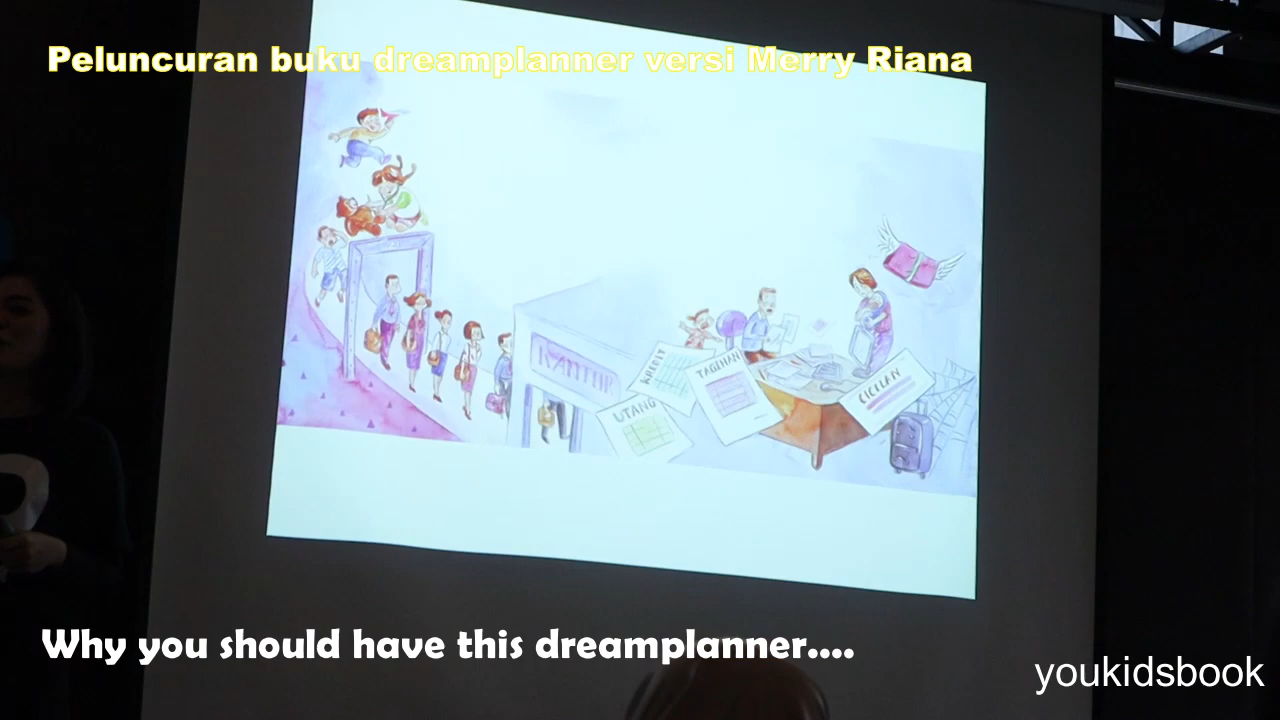 Peluncuran buku dreamplanner versi Merry Riana
KANTOR
KREDIT
TAGIHAN
UTANG
CICILAN
Why you should have this dreamplanner....
youkidsbook